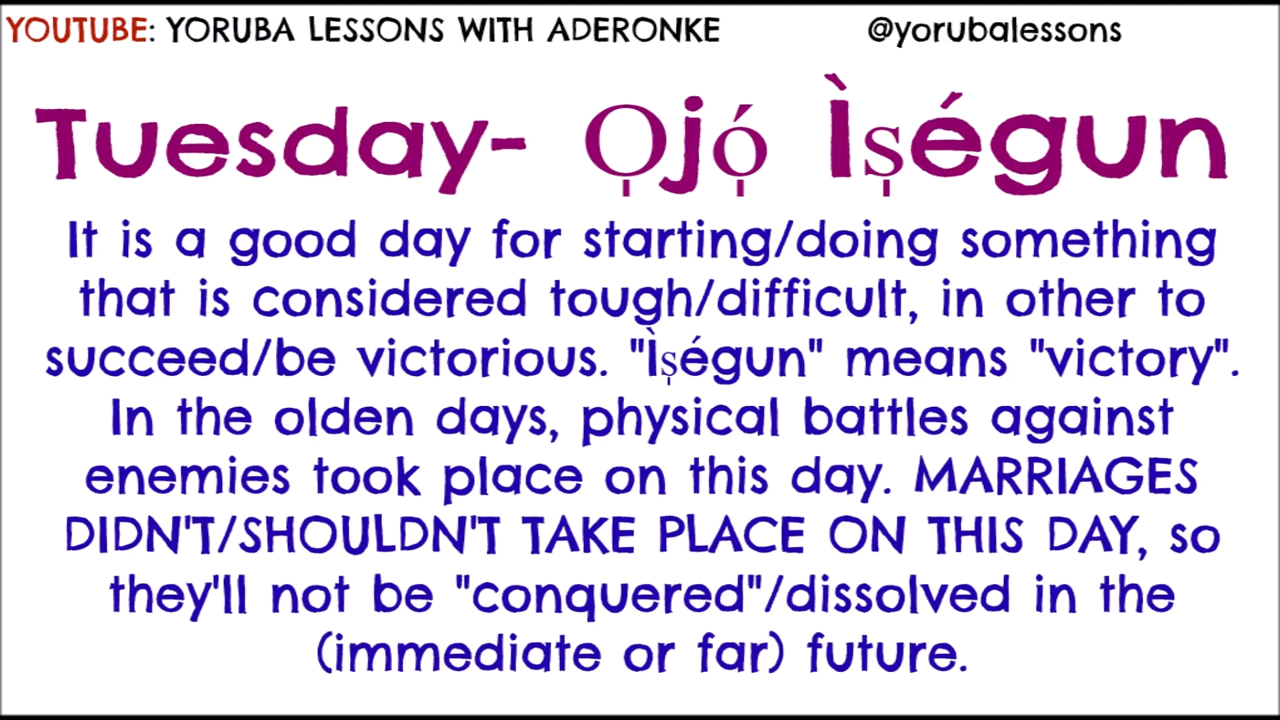 YOUTUBE: YORUBA LESSONS WITH ADERONKE @yorubalessons
Tuesday- Ọjọ́ Ìṣégun
It is a good day for starting/doing something
that is considered tough/difficult, in other to
succeed/be victorious. "Ìṣégun" means "victory".
In the olden days, physical battles against
enemies took place on this day. MARRIAGES
DIDN'T/SHOULDN'T TAKE PLACE ON THIS DAY, so
they'll not be "conquered"/dissolved in the
(immediate or far) future.